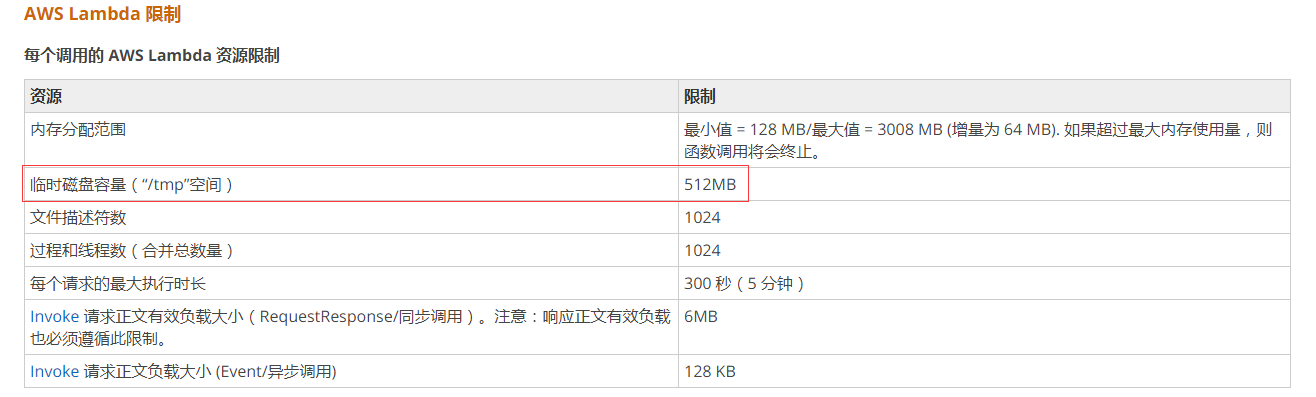 AWS Lambda 限制
每个调用的 AWS Lambda 资源限制
资源 限制
内存分配范围 最小值 = 128 MB/最大值 = 3008 MB (增量为 64 MB). 如果超过最大内存使用量，则
函数调用将会终止。
临时磁盘容量（“/tmp”空间） 512MB
文件描述符数 1024
过程和线程数（合并总数量） 1024
每个请求的最大执行时长 300 秒（5 分钟）
Invoke 请求正文有效负载大小（RequestResponse/同步调用）。注意：响应正文有效负载 6MB
也必须遵循此限制。
Invoke 请求正文负载大小 (Event/异步调用) 128 KB